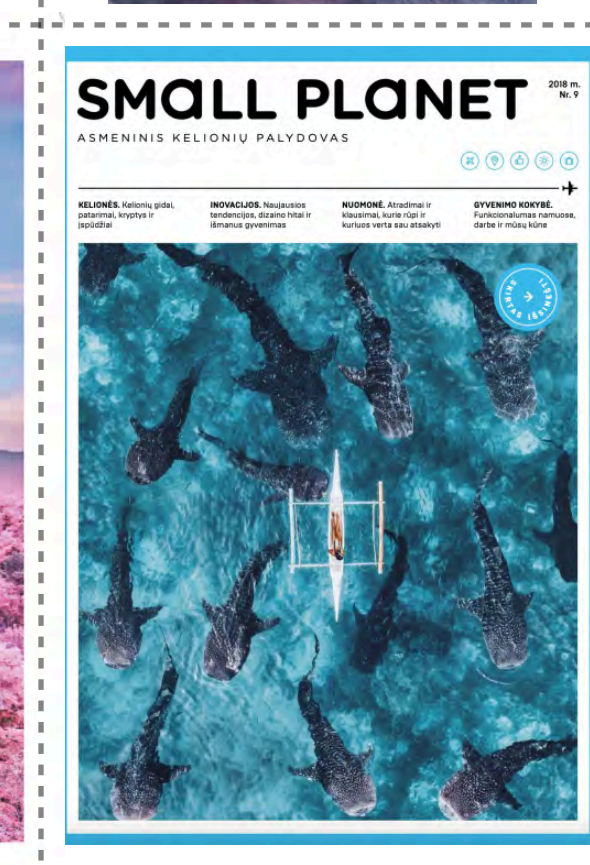 SMALL PLANET
2018 m.
Nr. 9
ASMENINIS KELIONIŲ PALYDOVAS
KELIONĖS. Kelionių gidai,
patarimai, kryptys ir
įspūdžiai
INOVACIJOS. Naujausios
tendencijos, dizaino hitai ir
išmanus gyvenimas
NUOMONĖ. Atradimai ir
klausimai, kurie rūpi ir
kuriuos verta sau atsakyti
GYVENIMO KOKYBĖ.
Funkcionalumas namuose,
darbe ir mūsų kūne
SKIRTAS IŠSINEŠTI